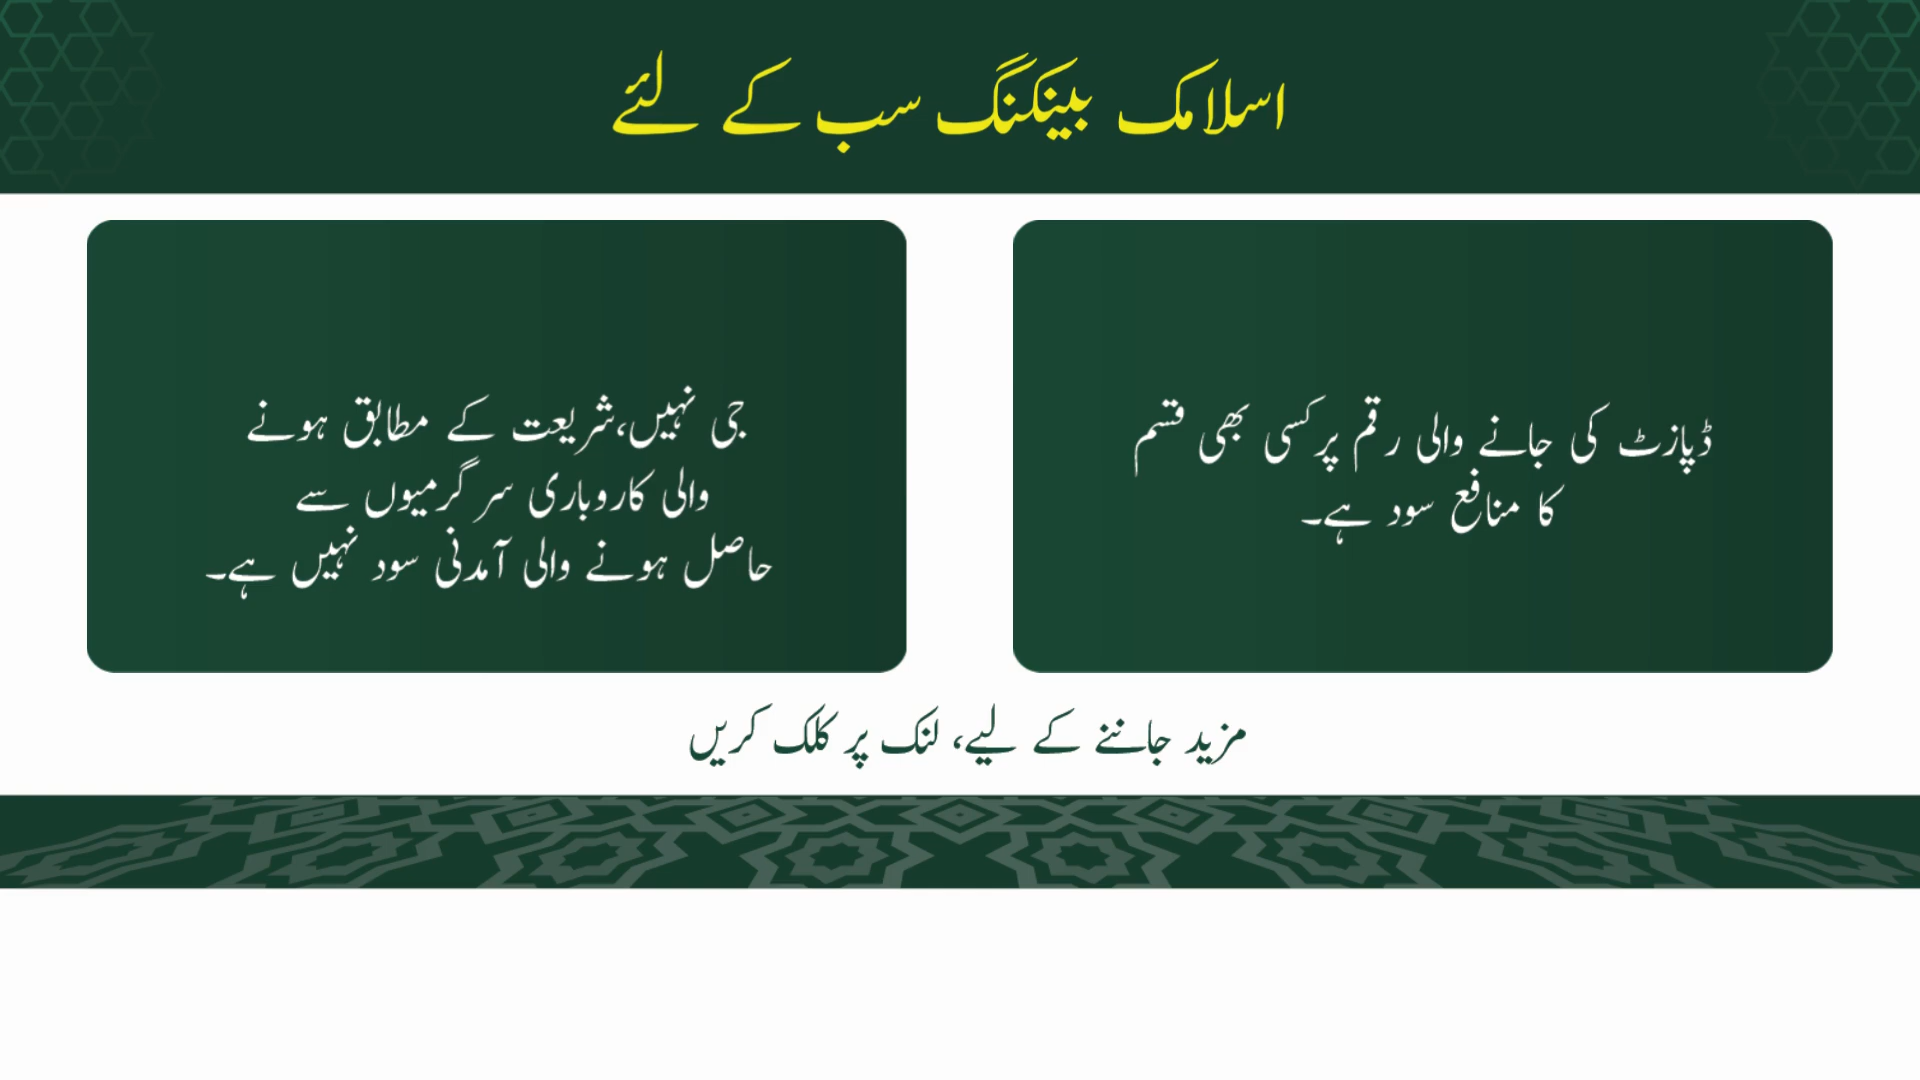 اسلامک بینکنگ سب کے لئے
ڈپازٹ کی جانے والی رقم پر کسی بھی قسم
کا منافع سود ہے۔
جی نہیں،شریعت کے مطابق ہونے
والی کاروباری سرگرمیوں سے
حاصل ہونے والی آمدنی سود نہیں ہے۔
مزید جاننے کے لیے، لنک پر کلک کریں